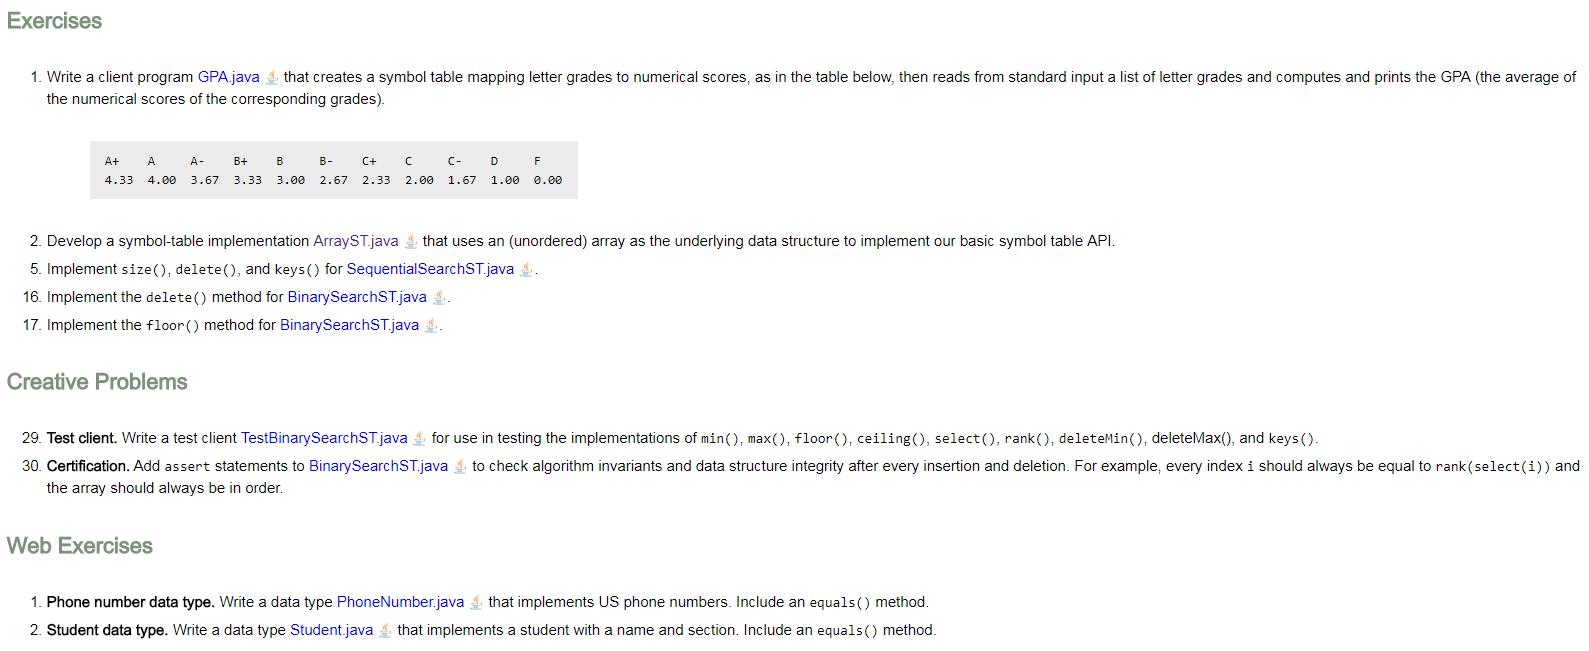 Exercises
1. Write a client program GPA.java that creates a symbol table mapping letter grades to numerical scores, as in the table below, then reads from standard input a list of letter grades and computes and prints the GPA (the average of
the numerical scores of the corresponding grades).
A+ A A- B+ B B- C+ C C- D F
4.33 4.00 3.67 3.33 3.00 2.67 2.33 2.00 1.67 1.00 0.00
2. Develop a symbol-table implementation ArrayST.java that uses an (unordered) array as the underlying data structure to implement our basic symbol table API.
5. Implement size(), delete(), and keys() for SequentialSearchST.java .
16. Implement the delete() method for BinarySearchST.java .
17. Implement the floor() method for BinarySearchST.java .
Creative Problems
29. Test client. Write a test client TestBinarySearchST.java for use in testing the implementations of min(), max(), floor(), ceiling(), select(), rank(), deleteMin(), deleteMax(), and keys().
30. Certification. Add assert statements to BinarySearchST.java to check algorithm invariants and data structure integrity after every insertion and deletion. For example, every index i should always be equal to rank(select(i)) and
the array should always be in order.
Web Exercises
1. Phone number data type. Write a data type PhoneNumber.java that implements US phone numbers. Include an equals() method.
2. Student data type. Write a data type Student.java that implements a student with a name and section. Include an equals() method.